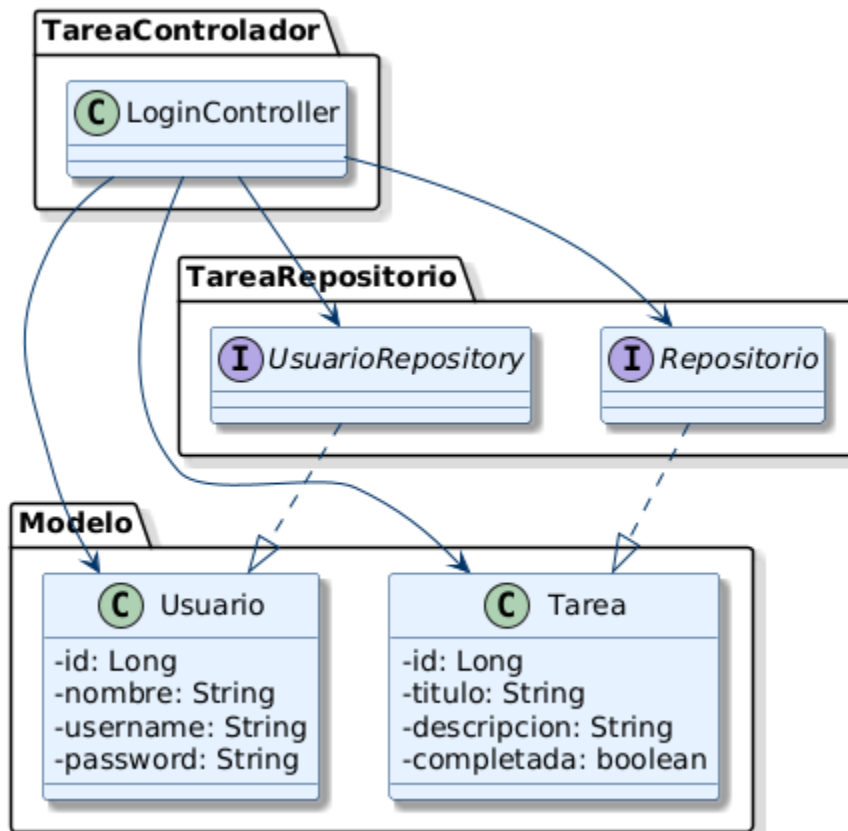 TareaControlador
C LoginController
TareaRepositorio
I UsuarioRepository
I Repositorio
Modelo
C Usuario
-id: Long
-nombre: String
-username: String
-password: String
C Tarea
-id: Long
-titulo: String
-descripcion: String
-completada: boolean